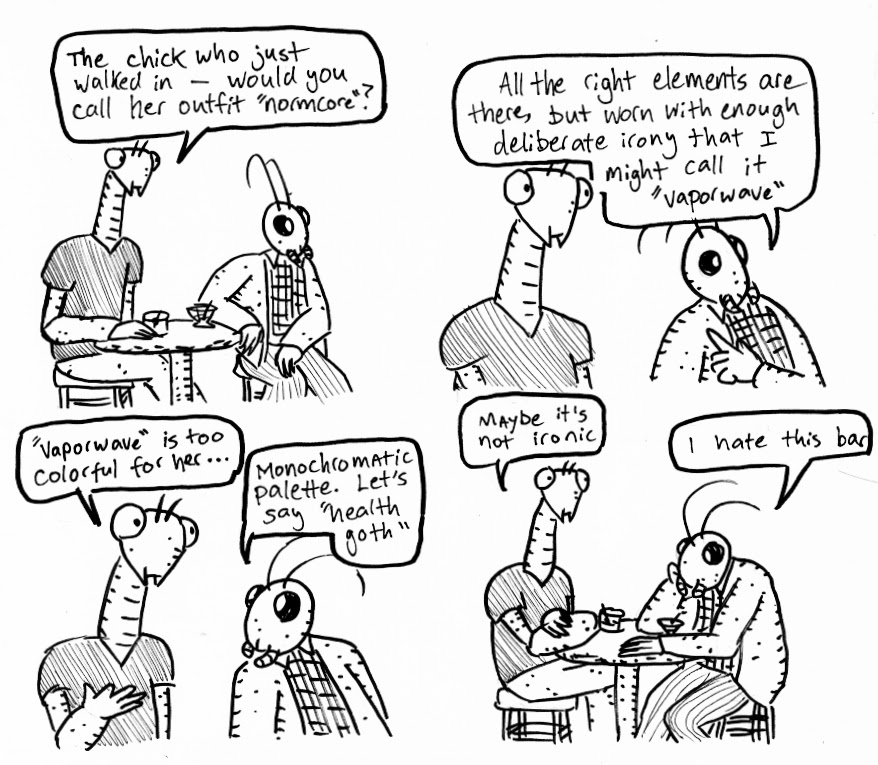 The chick who just
walked in — would you
call her outfit "normcore"?
All the right elements are
there, but worn with enough
deliberate irony that I
might call it
"vaporwave"
"Vaporwave" is too
colorful for her...
Monochromatic
palette. Let's
say "health
goth"
Maybe it's
not ironic
I hate this bar